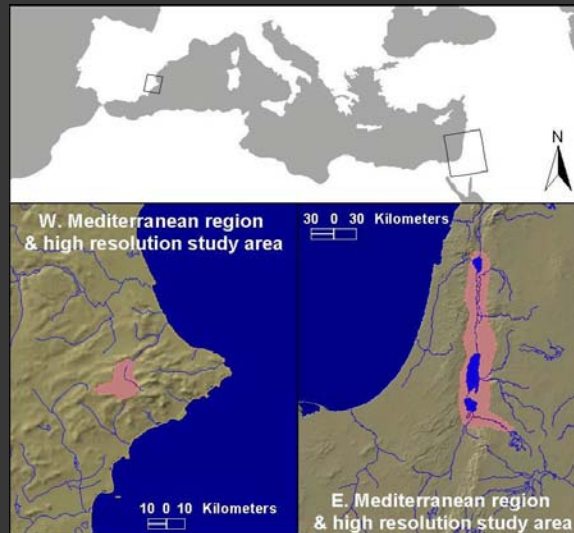 N
W. Mediterranean region
& high resolution study area
30 0 30 Kilometers
10 0 10 Kilometers
E. Mediterranean region
& high resolution study area